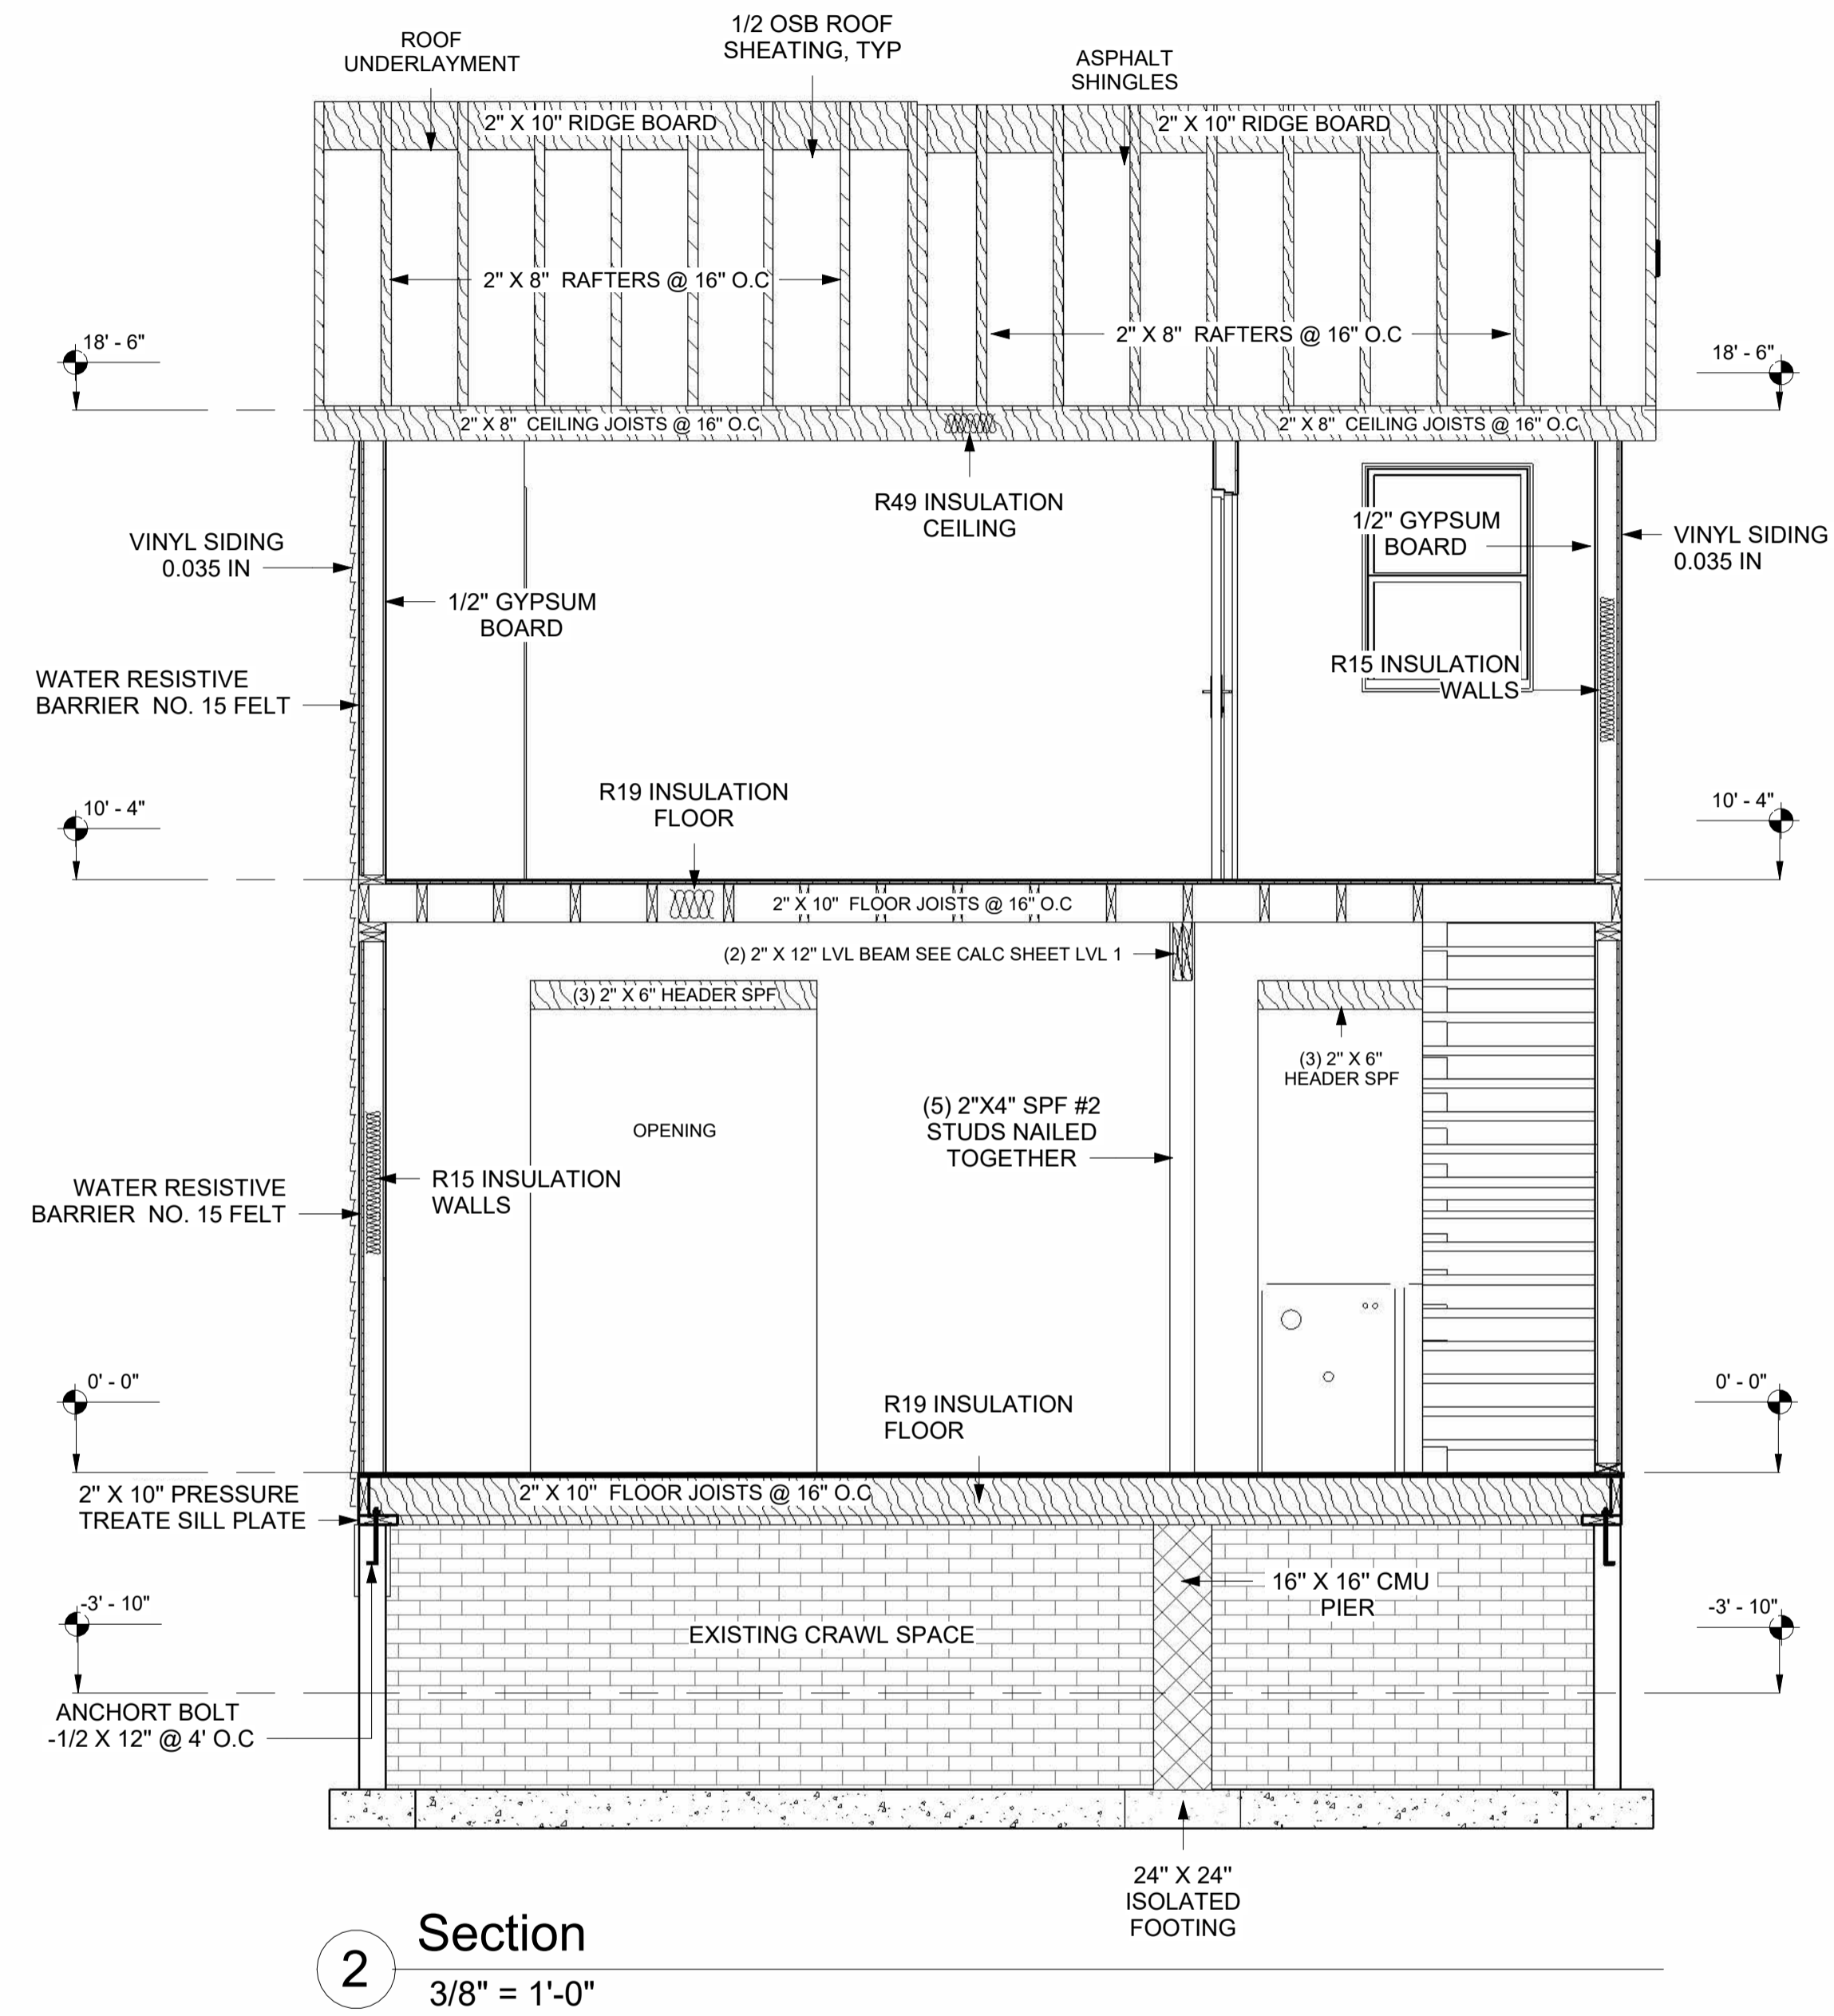 ROOF
UNDERLAYMENT
1/2 OSB ROOF
SHEATING, TYP
ASPHALT
SHINGLES
2" X 10" RIDGE BOARD
2" X 10" RIDGE BOARD
2" X 8" RAFTERS @ 16" O.C
2" X 8" RAFTERS @ 16" O.C
18' - 6"
18' - 6"
2" X 8" CEILING JOISTS @ 16" O.C
2" X 8" CEILING JOISTS @ 16" O.C
R49 INSULATION
CEILING
VINYL SIDING
0.035 IN
1/2" GYPSUM
BOARD
VINYL SIDING
0.035 IN
1/2" GYPSUM
BOARD
WATER RESISTIVE
BARRIER NO. 15 FELT
R15 INSULATION
WALLS
R19 INSULATION
FLOOR
10' - 4"
10' - 4"
2" X 10" FLOOR JOISTS @ 16" O.C
(2) 2" X 12" LVL BEAM SEE CALC SHEET LVL 1
(3) 2" X 6" HEADER SPF
(3) 2" X 6"
HEADER SPF
OPENING
(5) 2"X4" SPF #2
STUDS NAILED
TOGETHER
WATER RESISTIVE
BARRIER NO. 15 FELT
R15 INSULATION
WALLS
0' - 0"
0' - 0"
R19 INSULATION
FLOOR
2" X 10" PRESSURE
TREATE SILL PLATE
2" X 10" FLOOR JOISTS @ 16" O.C
16" X 16" CMU
PIER
-3' - 10"
-3' - 10"
EXISTING CRAWL SPACE
ANCHORT BOLT
-1/2 X 12" @ 4' O.C
24" X 24"
ISOLATED
FOOTING
2
Section
3/8" = 1'-0"